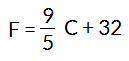 F = 9/5 C + 32